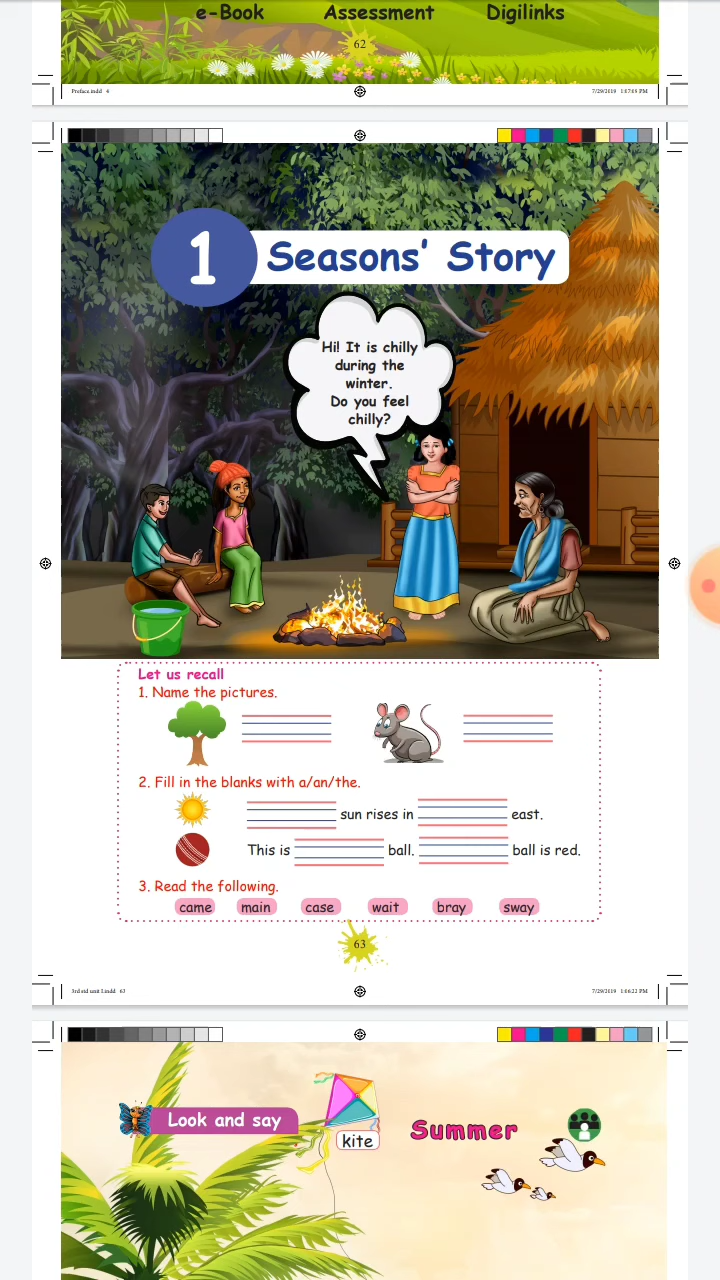 e-Book Assessment Digilinks
62
Preface.indd 4 7/29/2019 1:07:09 PM
1 Seasons' Story
Hi! It is chilly
during the
winter.
Do you feel
chilly?
Let us recall
1. Name the pictures.
2. Fill in the blanks with a/an/the.
sun rises in east.
This is ball. ball is red.
3. Read the following.
came main case wait bray sway
63
3rd std unit 1.indd 63 7/29/2019 1:06:22 PM
Look and say
kite
Summer